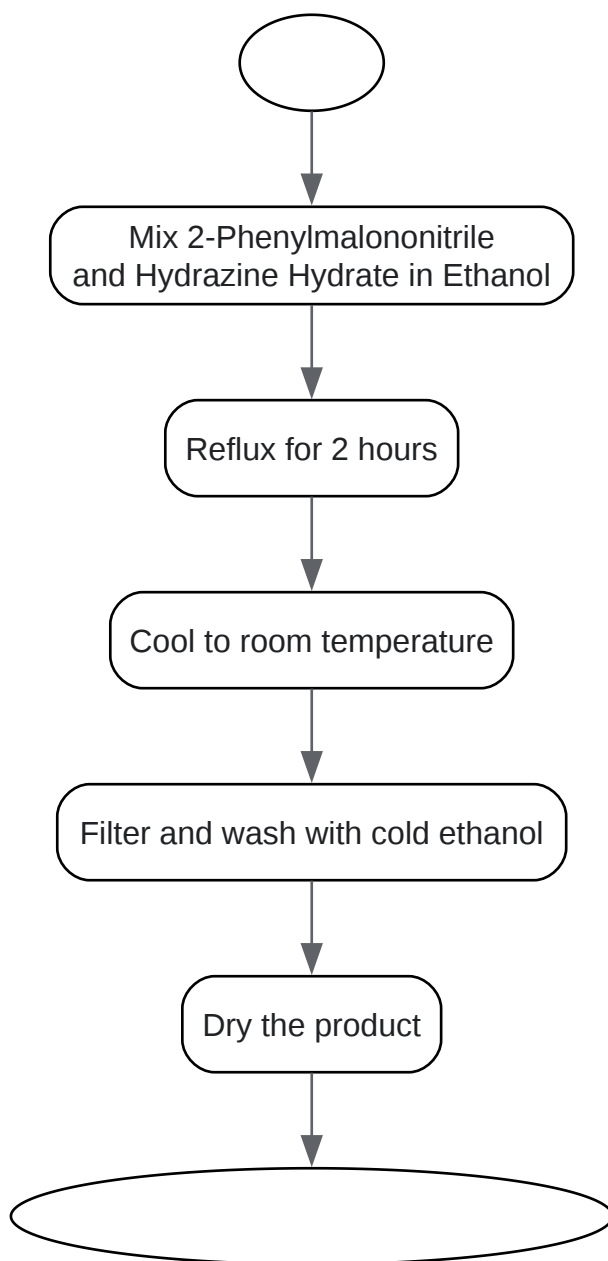 Mix 2-Phenylmalononitrile
and Hydrazine Hydrate in Ethanol
Reflux for 2 hours
Cool to room temperature
Filter and wash with cold ethanol
Dry the product